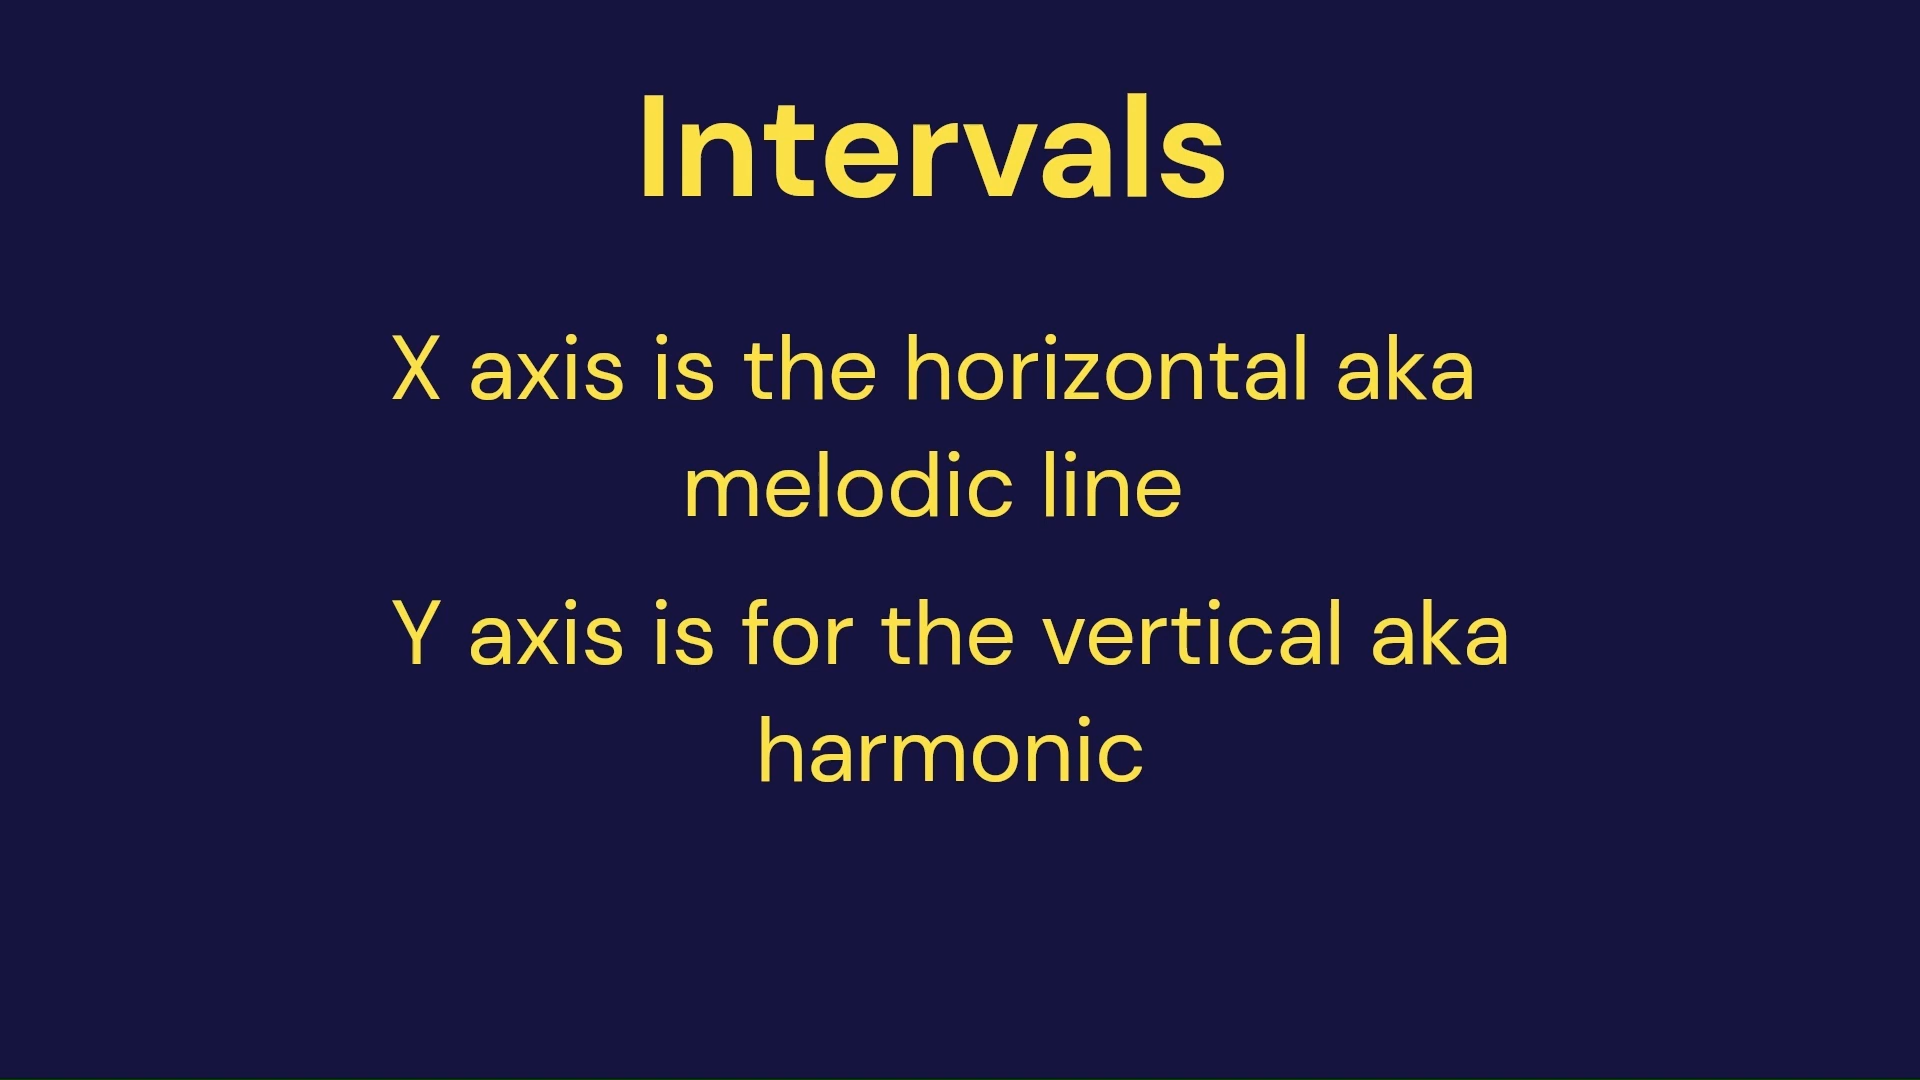 Intervals
X axis is the horizontal aka
melodic line
Y axis is for the vertical aka
harmonic